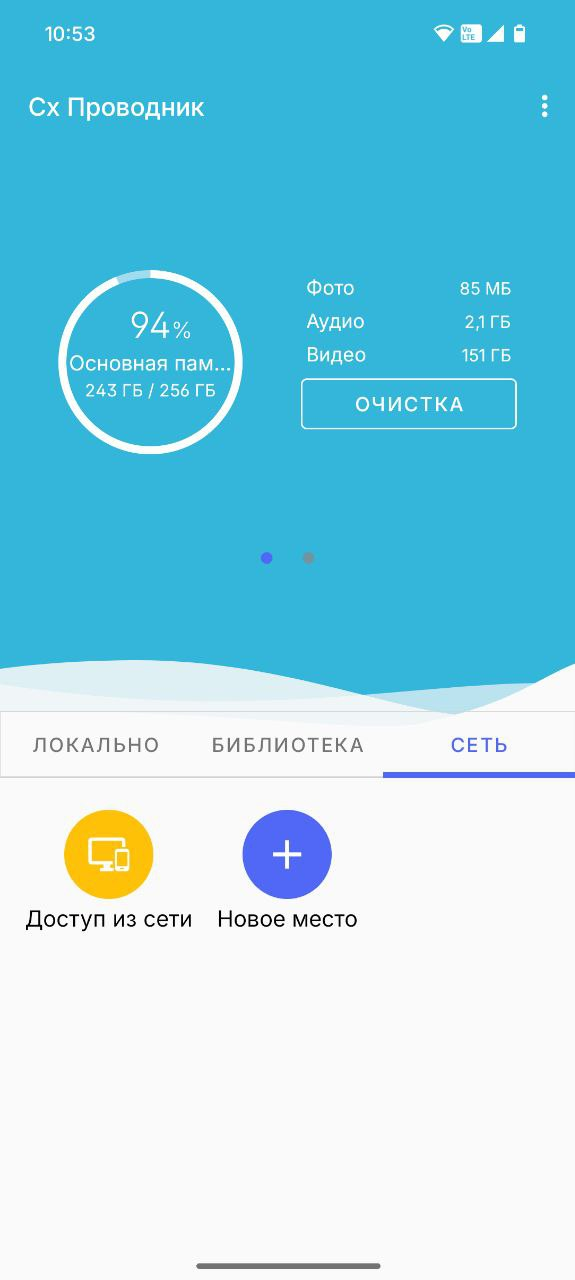 10:53
Vo LTE
Cx Проводник
94%
Основная пам...
243 ГБ / 256 ГБ
Фото 85 МБ
Аудио 2,1 ГБ
Видео 151 ГБ
ОЧИСТКА
ЛОКАЛЬНО БИБЛИОТЕКА СЕТЬ
Доступ из сети Новое место